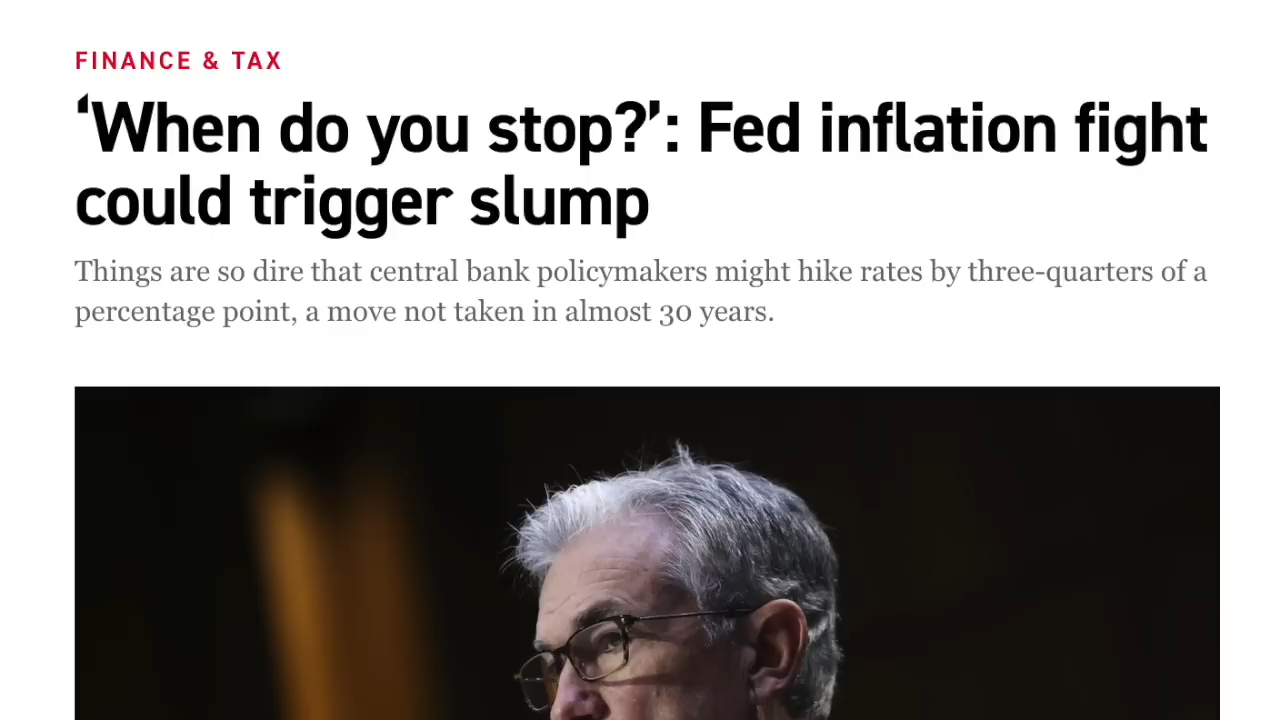 FINANCE & TAX
‘When do you stop?’: Fed inflation fight
could trigger slump
Things are so dire that central bank policymakers might hike rates by three-quarters of a
percentage point, a move not taken in almost 30 years.